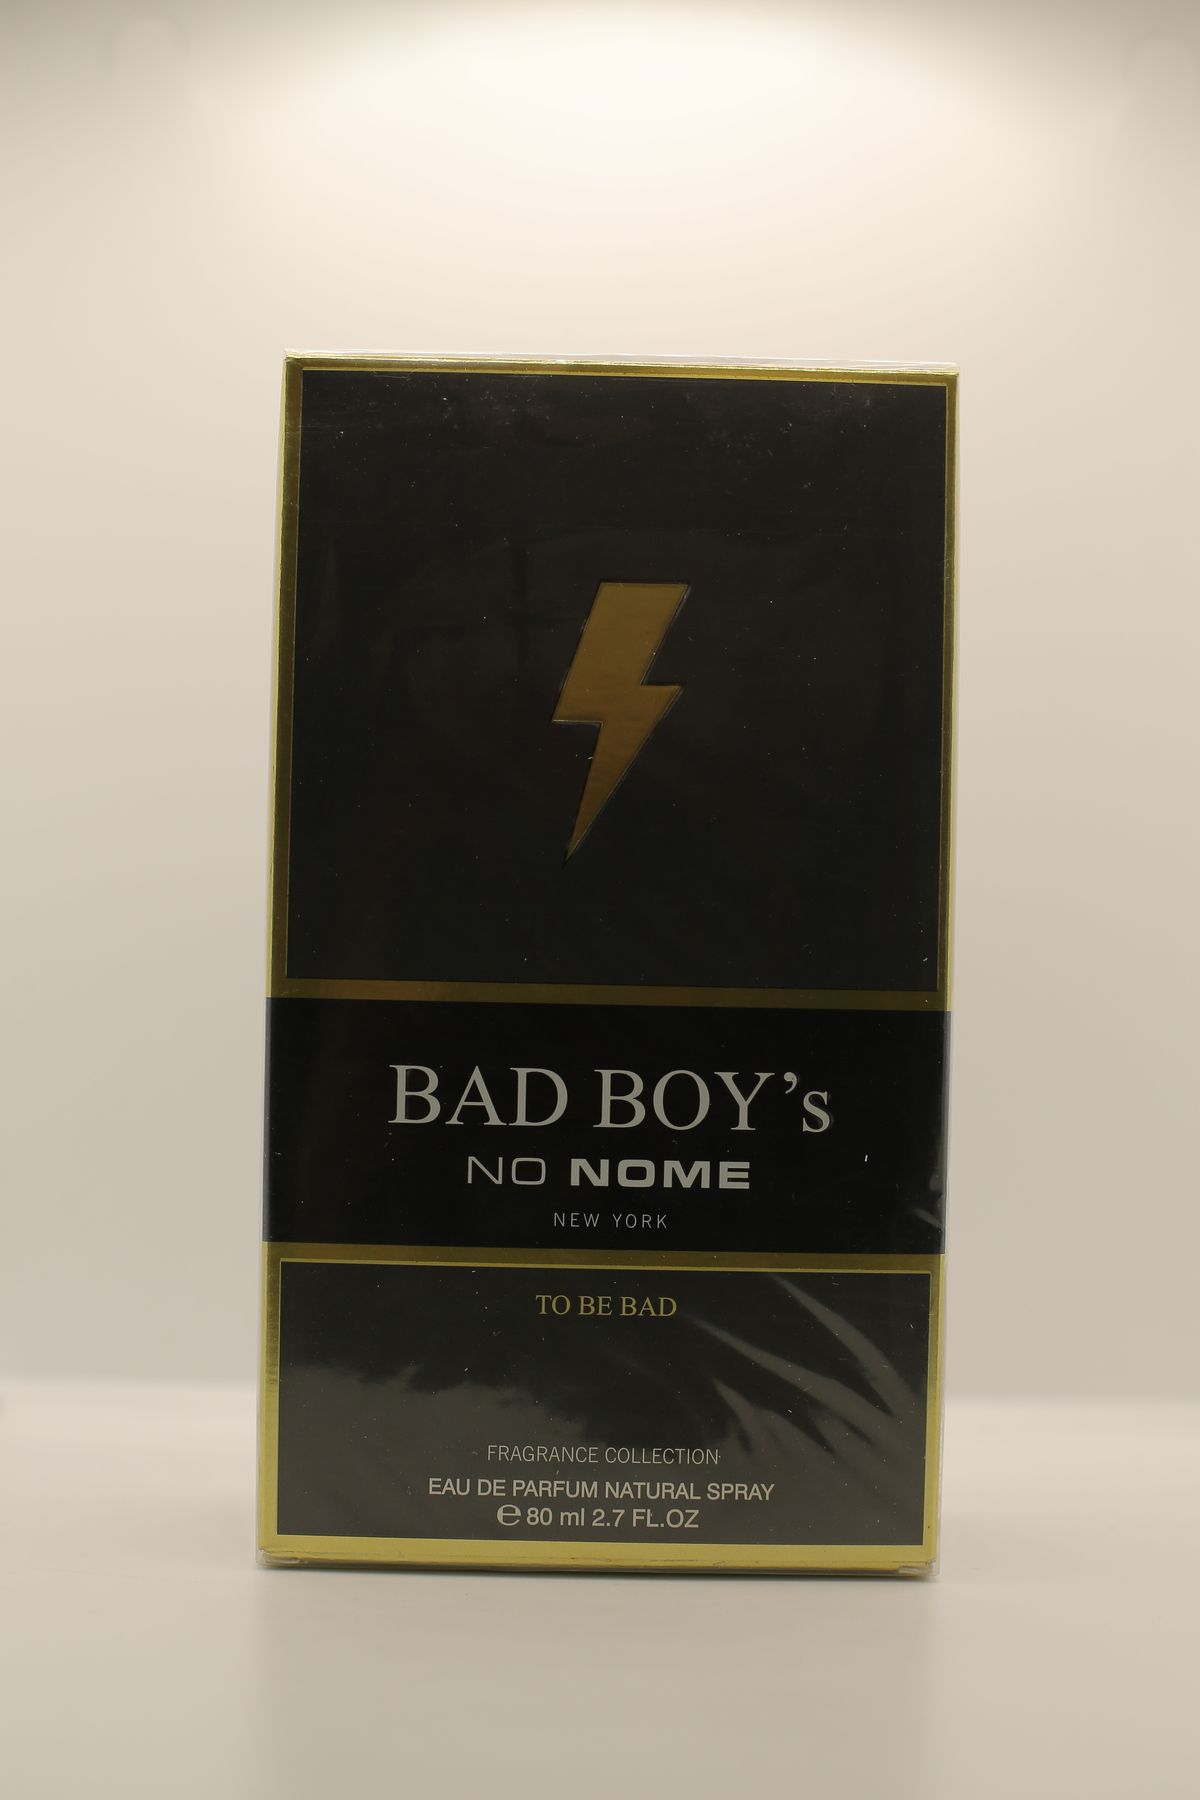 BAD BOY’s
NO NOME
NEW YORK
TO BE BAD
FRAGRANCE COLLECTION
EAU DE PARFUM NATURAL SPRAY
℮ 80 ml 2.7 FL.OZ